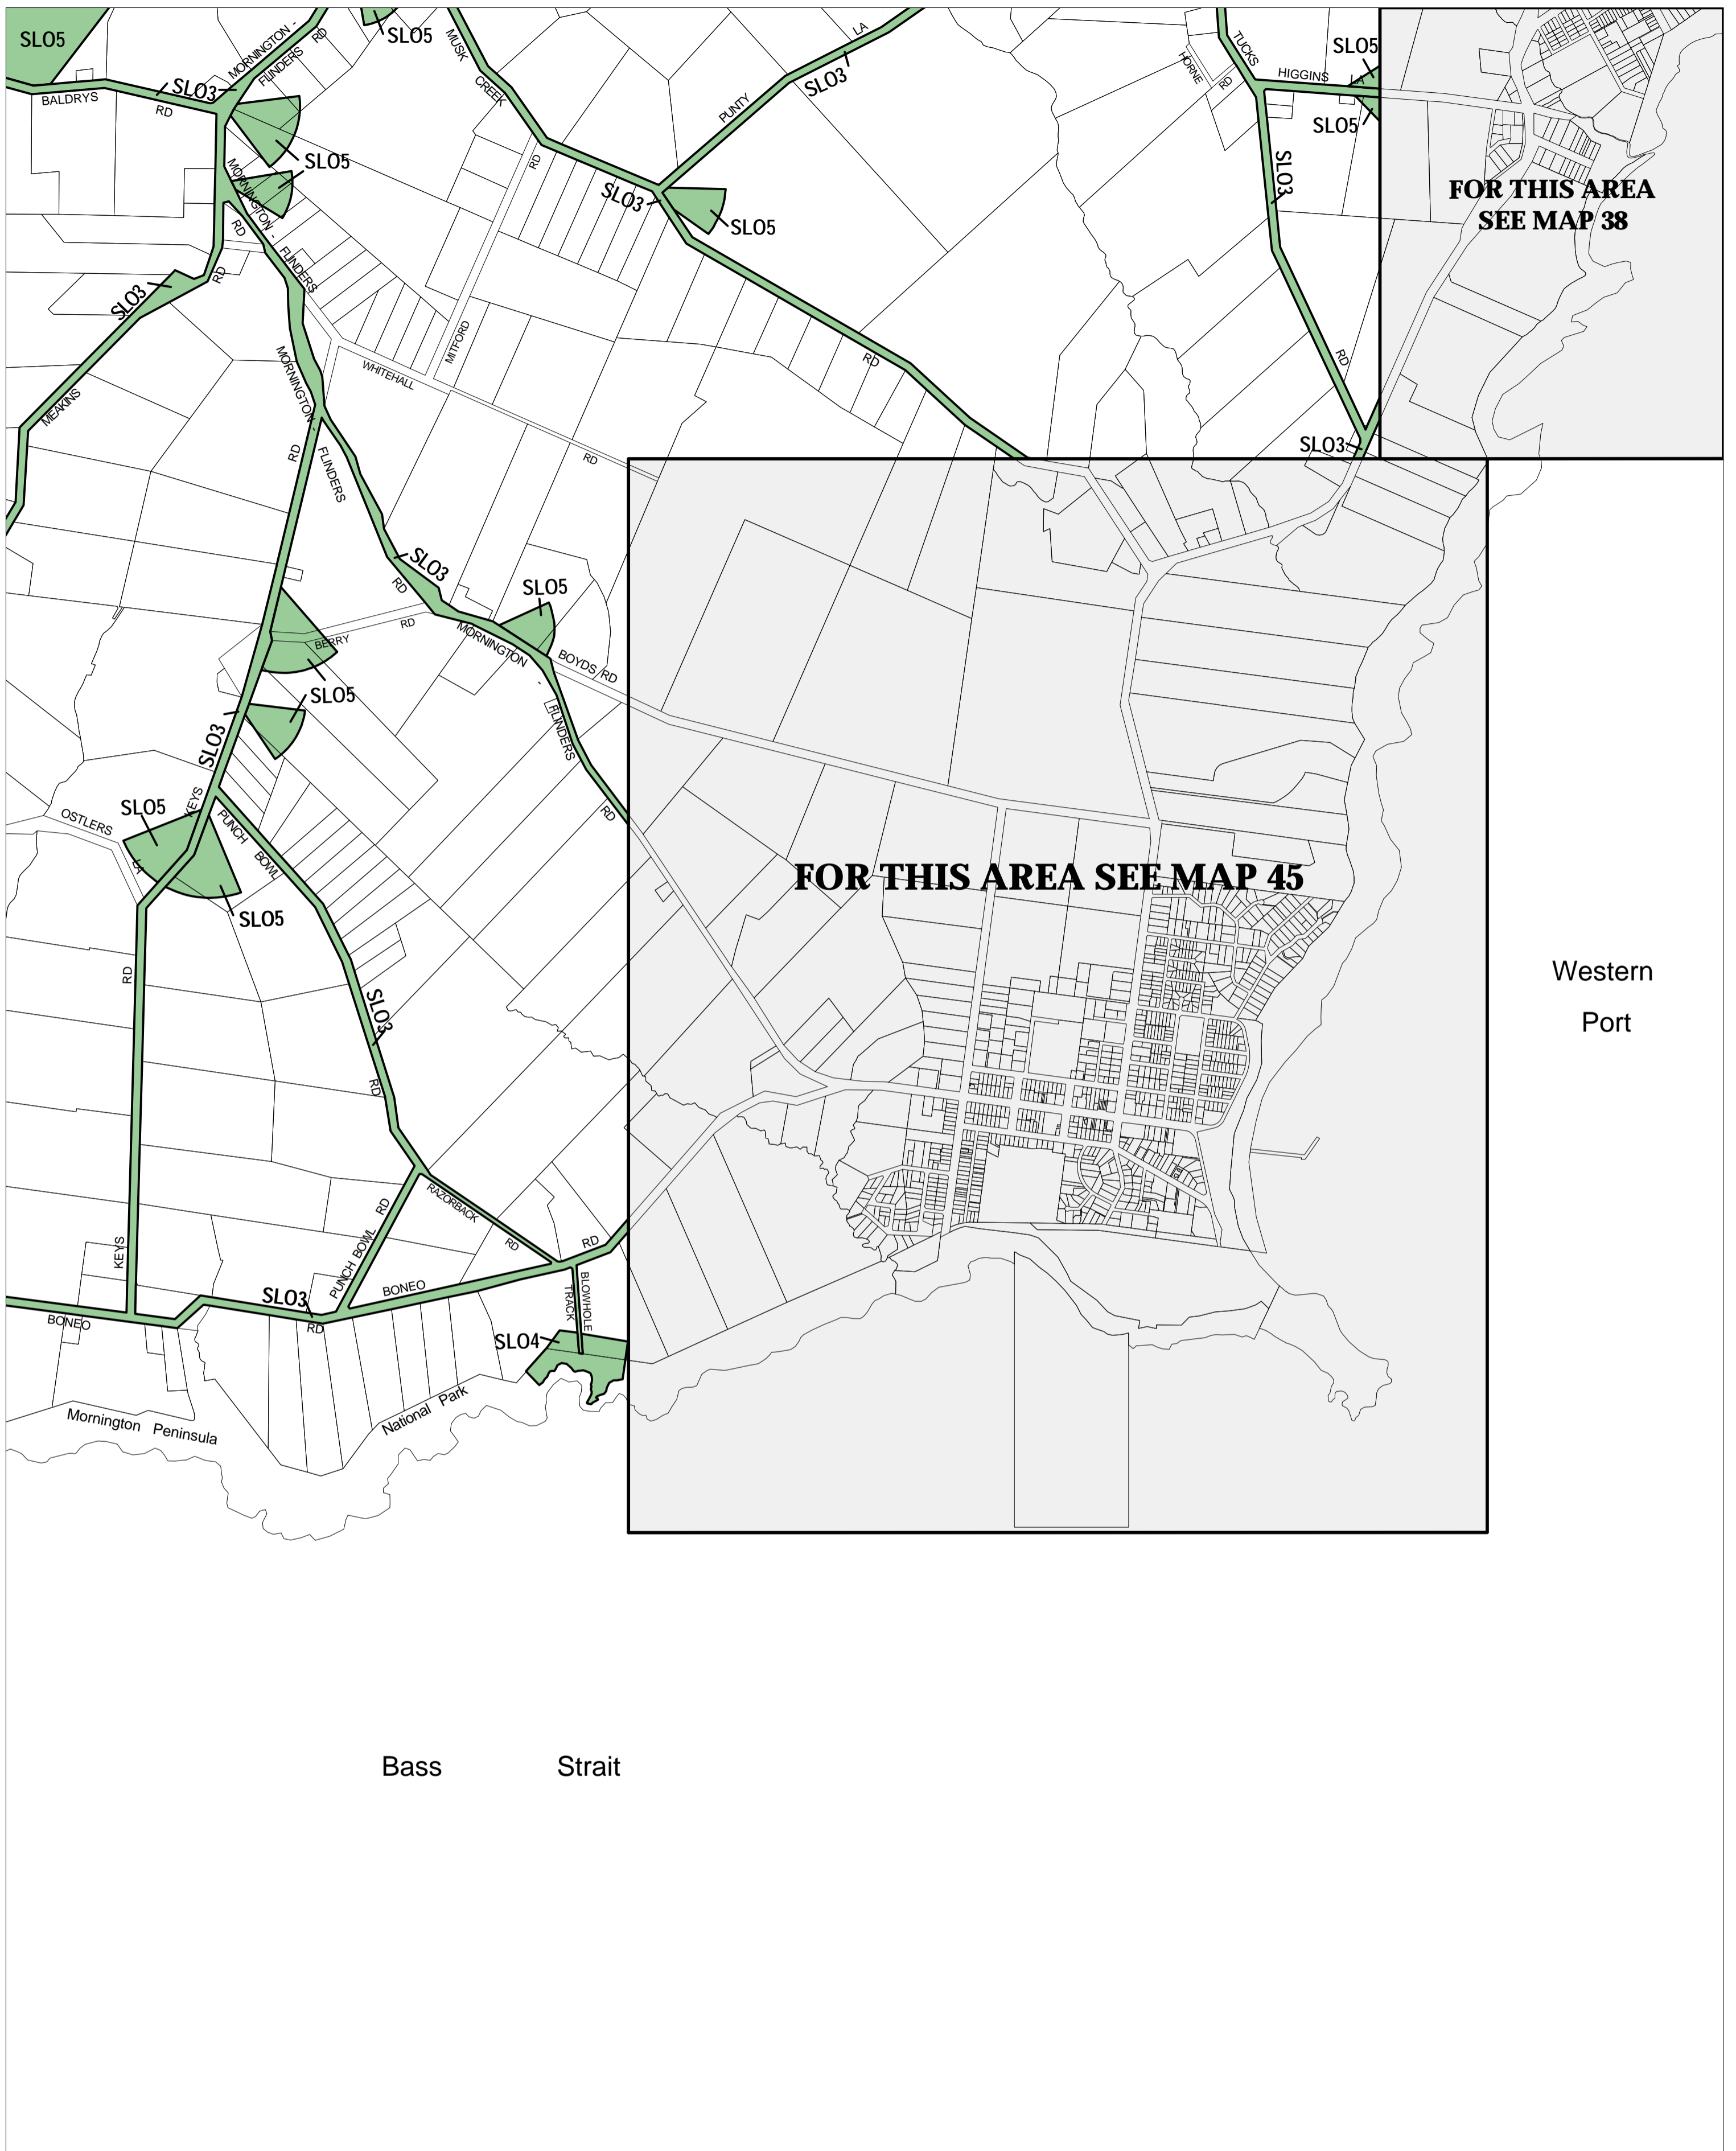 SLO5
MORNINGTON -
FLINDERS
RD
SLO5
MUSK
CREEK
LA
PUNTY
SLO3
TUCKS
HORNE
RD
HIGGINS LA
SLO5
SLO5
BALDRYS
RD
SLO3
SLO5
RD
SLO3
SLO5
SLO3
FOR THIS AREA
SEE MAP 38
MORNINGTON -
FLINDERS
RD
RD
SLO3
MEAKINS
MORNINGTON -
FLINDERS
RD
WHITEHALL
MITFORD
RD
RD
RD
SLO3
SLO3
RD
SLO5
BERRY
RD
MORNINGTON
-
FLINDERS
RD
BOYDS RD
SLO5
SLO5
SLO3
KEYS
OSTLERS
LA
SLO5
SLO5
PUNCH
BOWL
FOR THIS AREA SEE MAP 45
Western
Port
RD
SLO3
RD
RAZORBACK
RD
RD
PUNCH BOWL
RD
KEYS
BONEO
SLO3
RD
BONEO
BLOWHOLE
TRACK
SLO4
Mornington Peninsula
National Park
Bass Strait